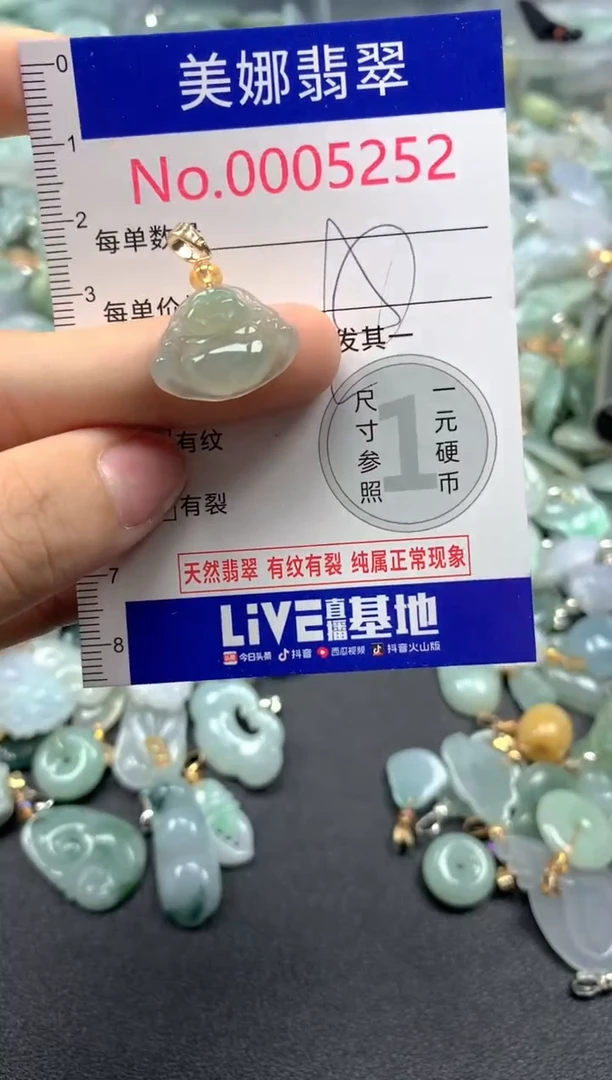 0
美娜翡翠
1
No.0005252
2
每单数
3
每单价
发其一
尺寸参照
1
一元硬币
有纹
有裂
7
天然翡翠 有纹有裂 纯属正常现象
LiVE直播基地
8
头条 今日头条 抖音 西瓜视频 抖音火山版